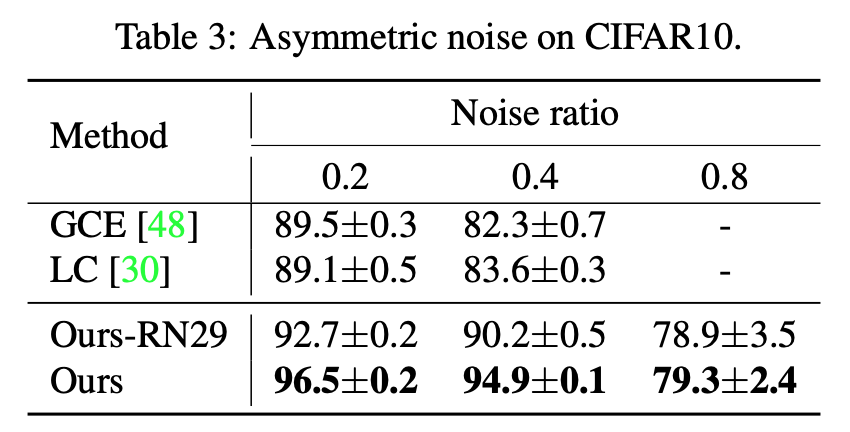 Table 3: Asymmetric noise on CIFAR10.
Method Noise ratio
0.2 0.4 0.8
GCE [48] 89.5±0.3 82.3±0.7 -
LC [30] 89.1±0.5 83.6±0.3 -
Ours-RN29 92.7±0.2 90.2±0.5 78.9±3.5
Ours 96.5±0.2 94.9±0.1 79.3±2.4